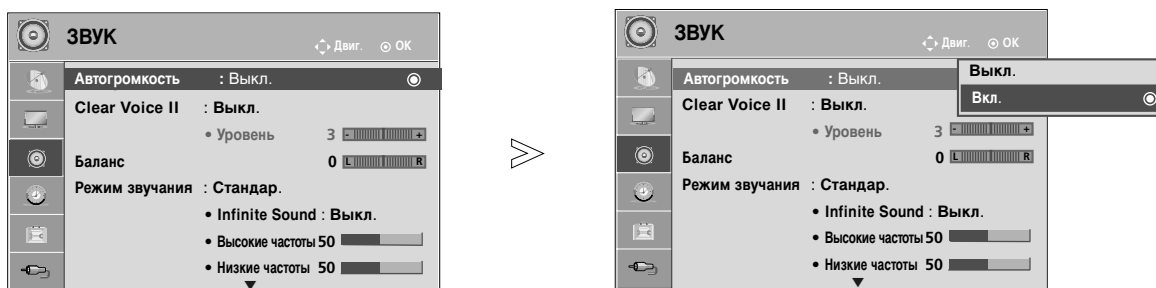 ЗВУК
Двиг. ОК
Автогромкость : Выкл.
Clear Voice II : Выкл.
• Уровень 3 - +
Баланс 0 L R
Режим звучания : Стандар.
• Infinite Sound : Выкл.
• Высокие частоты 50
• Низкие частоты 50
ЗВУК
Двиг. ОК
Автогромкость : Выкл.
Выкл.
Вкл.
Clear Voice II : Выкл.
• Уровень 3 - +
Баланс 0 L R
Режим звучания : Стандар.
• Infinite Sound : Выкл.
• Высокие частоты 50
• Низкие частоты 50